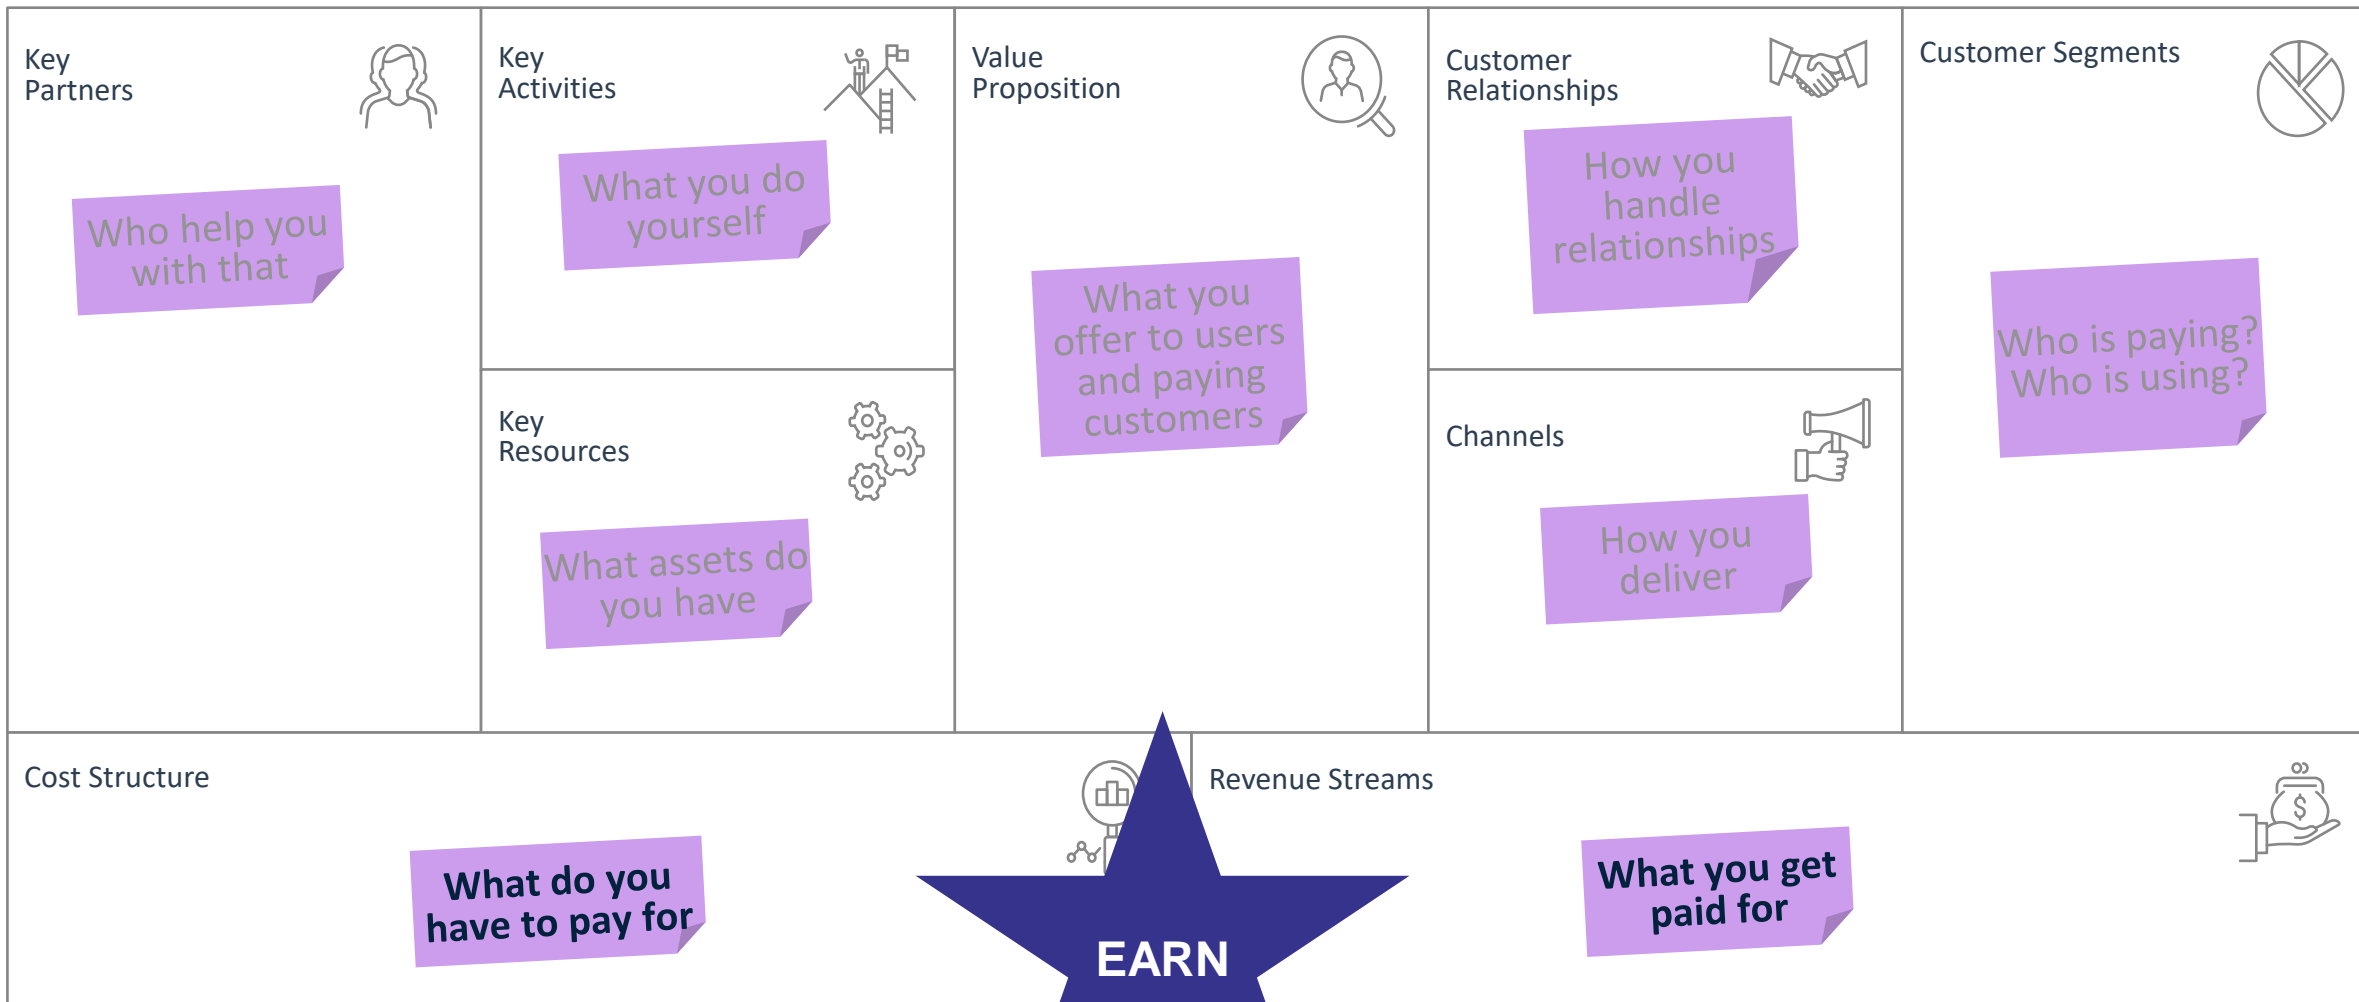 Key
Partners
Who help you
with that
Key
Activities
What you do
yourself
Key
Resources
What assets do
you have
Value
Proposition
What you
offer to users
and paying
customers
Customer
Relationships
How you
handle
relationships
Channels
How you
deliver
Customer Segments
Who is paying?
Who is using?
Cost Structure
What do you
have to pay for
EARN
Revenue Streams
$
What you get
paid for